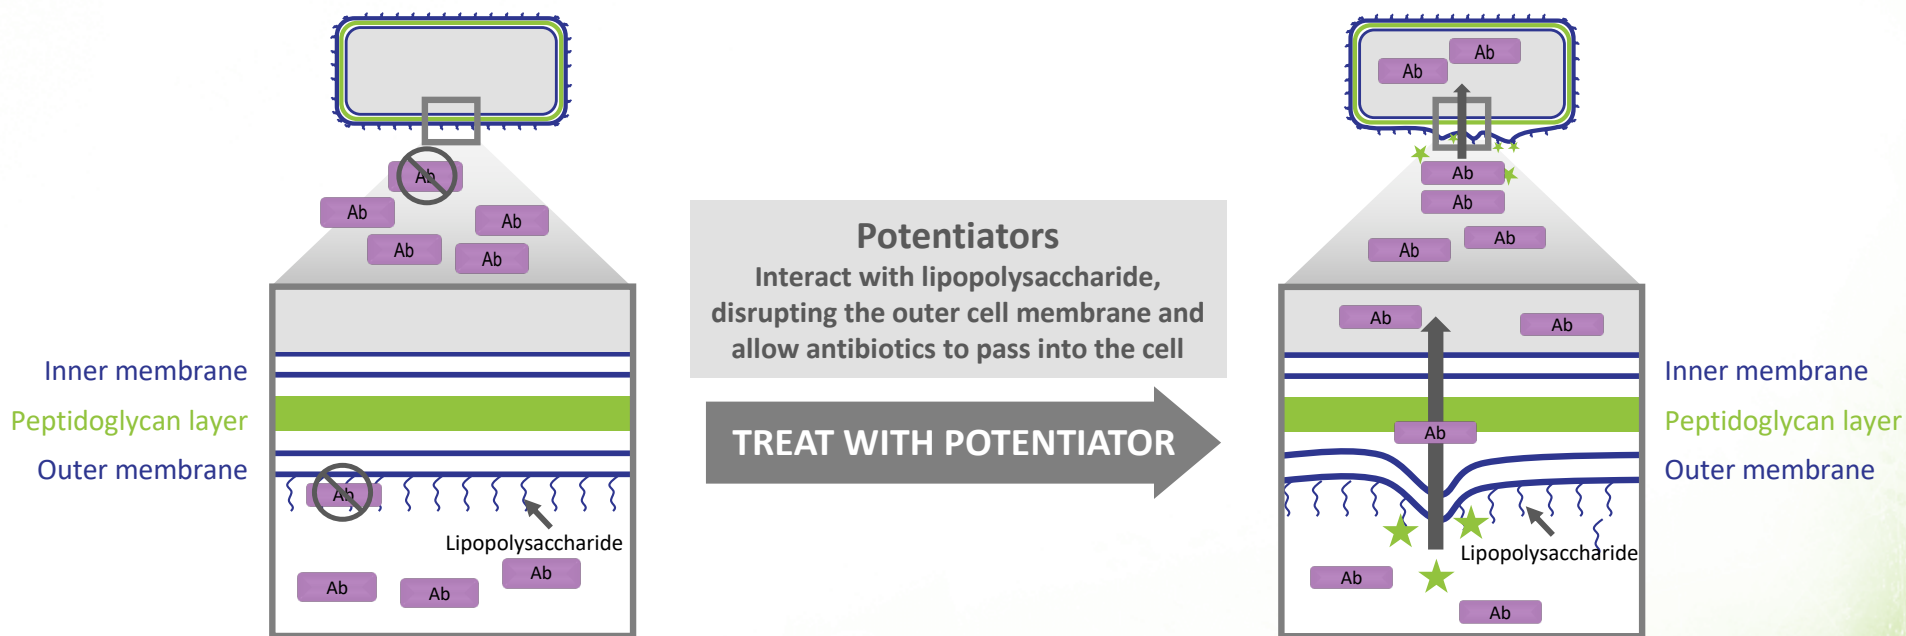 Ab
Ab
Ab
Ab
Ab
Inner membrane
Peptidoglycan layer
Outer membrane
Ab
Lipopolysaccharide
Ab
Ab
Ab
Potentiators
Interact with lipopolysaccharide,
disrupting the outer cell membrane and
allow antibiotics to pass into the cell
TREAT WITH POTENTIATOR
Ab
Ab
Ab
Ab
Ab
Ab
Ab
Ab
Inner membrane
Peptidoglycan layer
Ab
Outer membrane
Lipopolysaccharide
Ab
Ab